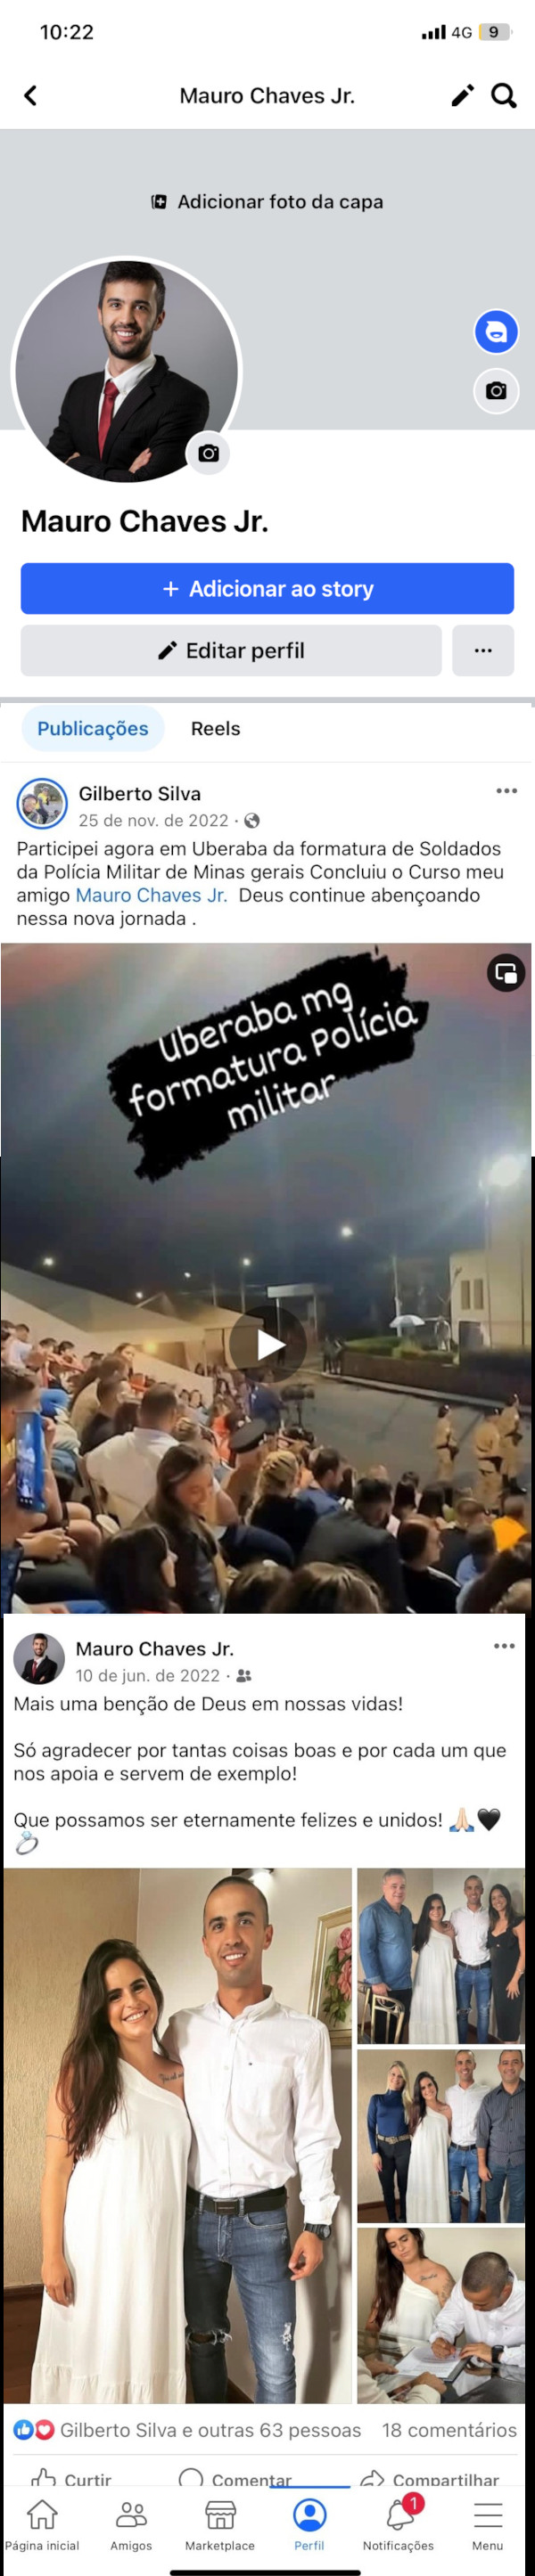 10:22
4G 9
Mauro Chaves Jr.
Adicionar foto da capa
Mauro Chaves Jr.
+ Adicionar ao story
Editar perfil
Publicações Reels
Gilberto Silva
25 de nov. de 2022 ·
Participei agora em Uberaba da formatura de Soldados
da Polícia Militar de Minas gerais Concluiu o Curso meu
amigo Mauro Chaves Jr. Deus continue abençoando
nessa nova jornada .
Uberaba mg
formatura Polícia
militar
Mauro Chaves Jr.
10 de jun. de 2022 ·
Mais uma benção de Deus em nossas vidas!
Só agradecer por tantas coisas boas e por cada um que
nos apoia e servem de exemplo!
Que possamos ser eternamente felizes e unidos! 🙏🏻🖤
💍
Gilberto Silva e outras 63 pessoas 18 comentários
Curtir Comentar Compartilhar
1
Página inicial Amigos Marketplace Perfil Notificações Menu